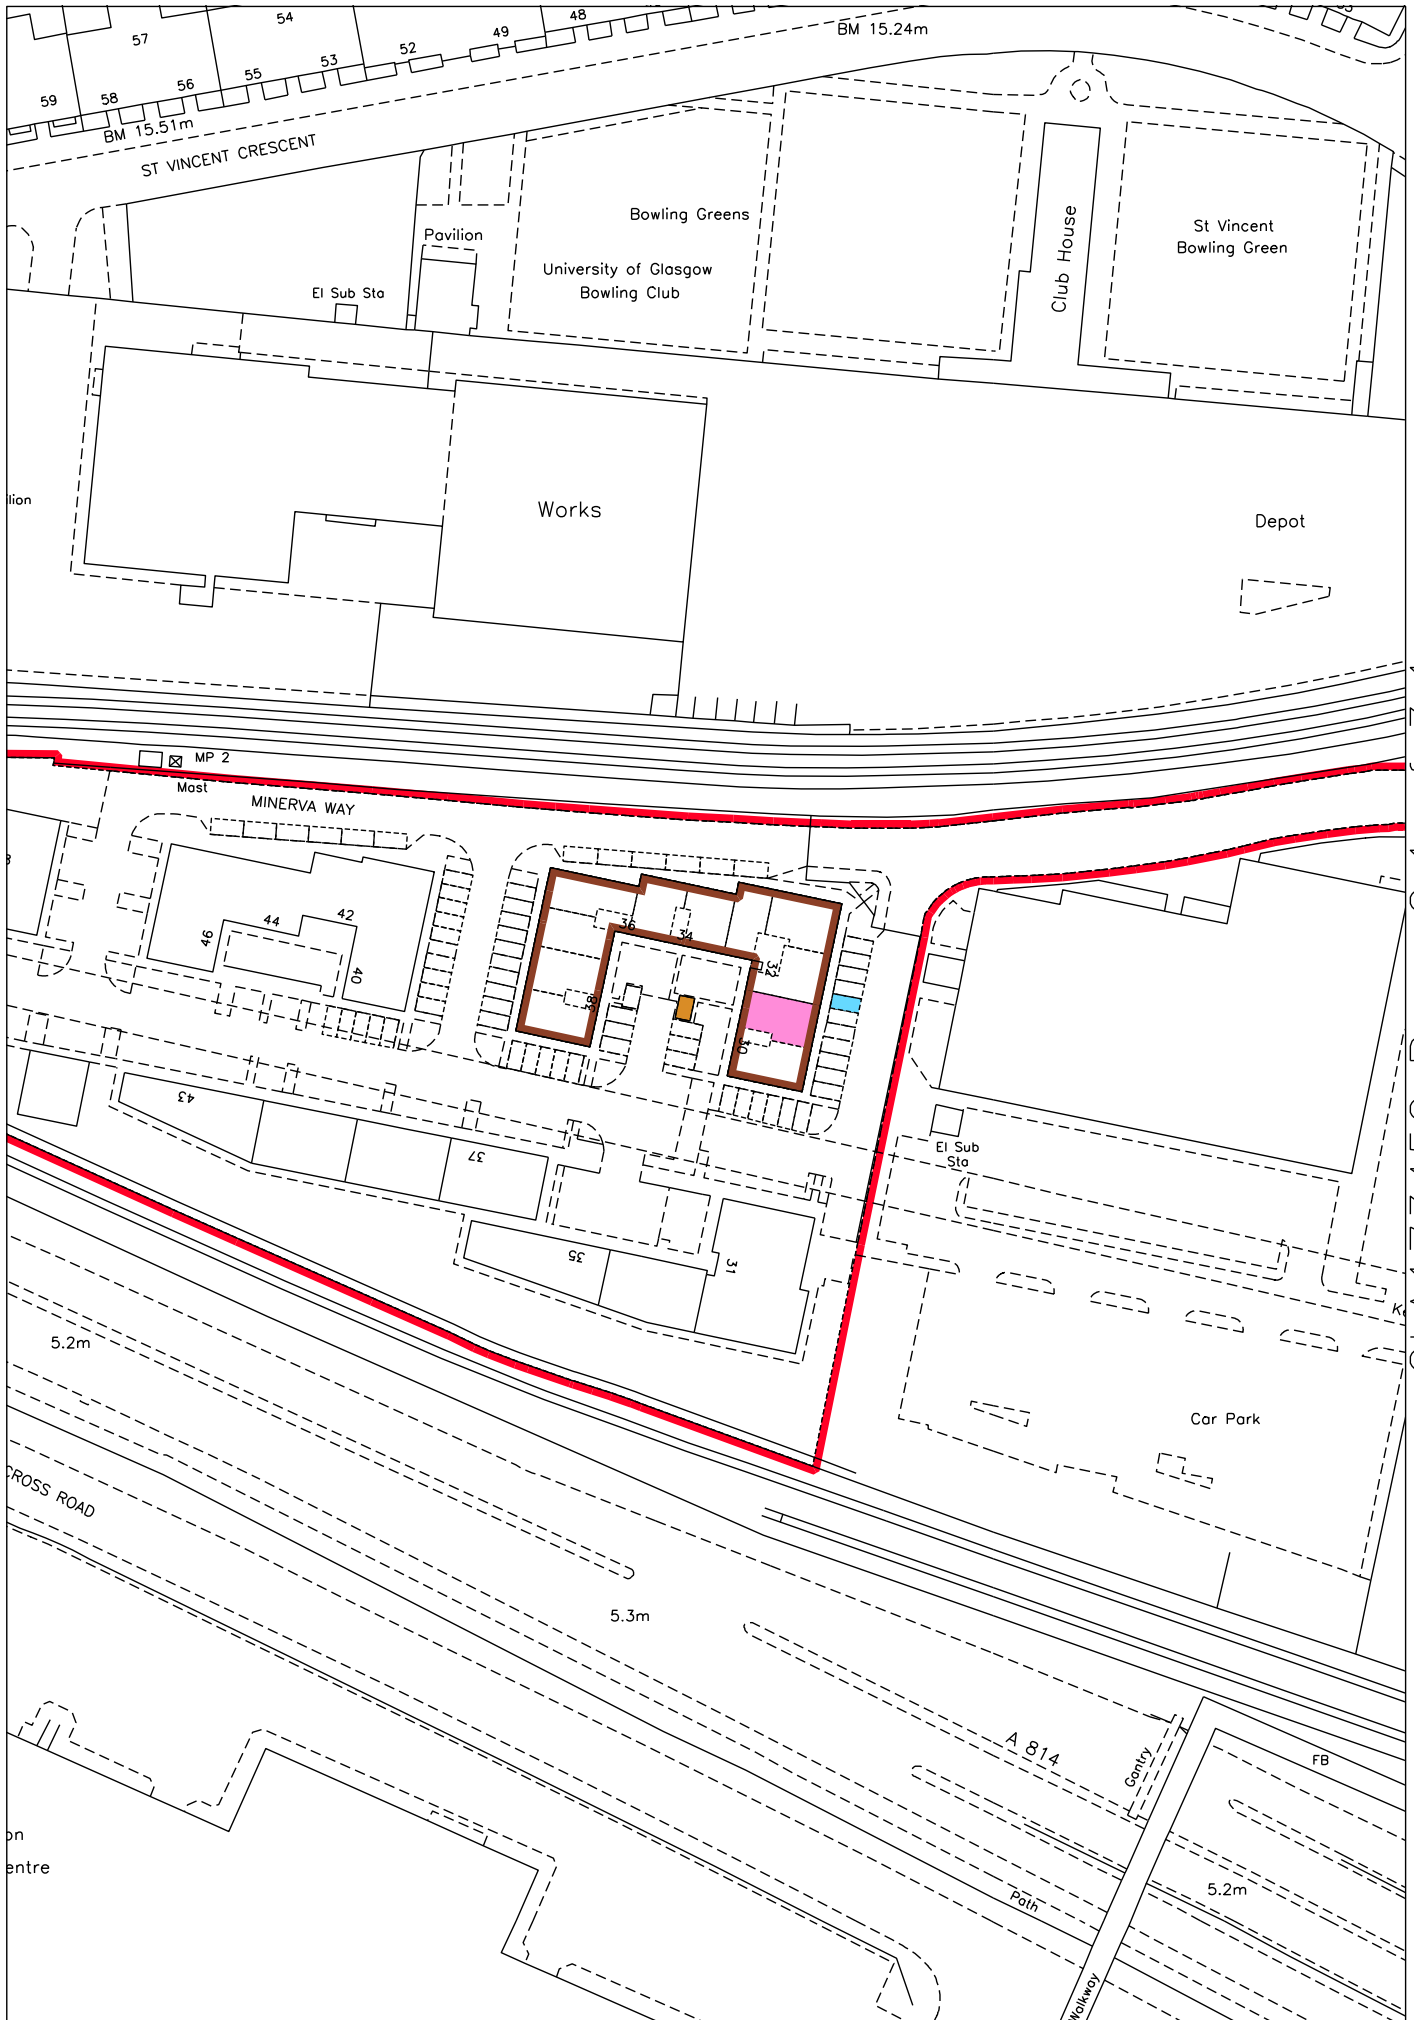 54
48
57
49
52
53
55
56
58
59
BM 15.24m
BM 15.51m
ST VINCENT CRESCENT
Bowling Greens
Pavilion
University of Glasgow
Bowling Club
Club House
St Vincent
Bowling Green
El Sub Sta
Works
Depot
MP 2
Mast
MINERVA WAY
36
34
32
38
30
44
42
46
40
43
37
35
31
El Sub
Sta
5.2m
Car Park
CROSS ROAD
5.3m
A 814
Gantry
FB
5.2m
Path
Walkway